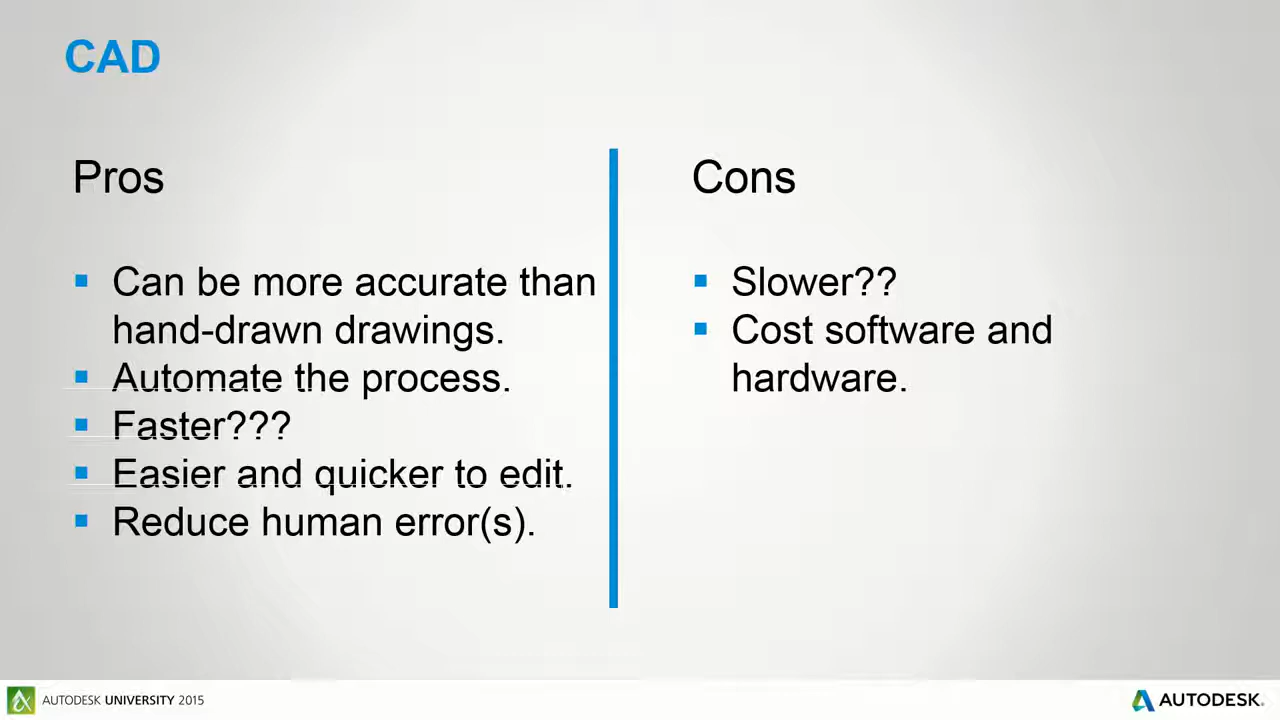 CAD
Pros
Can be more accurate than
hand-drawn drawings.
Automate the process.
Faster???
Easier and quicker to edit.
Reduce human error(s).
Cons
Slower??
Cost software and
hardware.
AUTODESK UNIVERSITY 2015
AUTODESK.